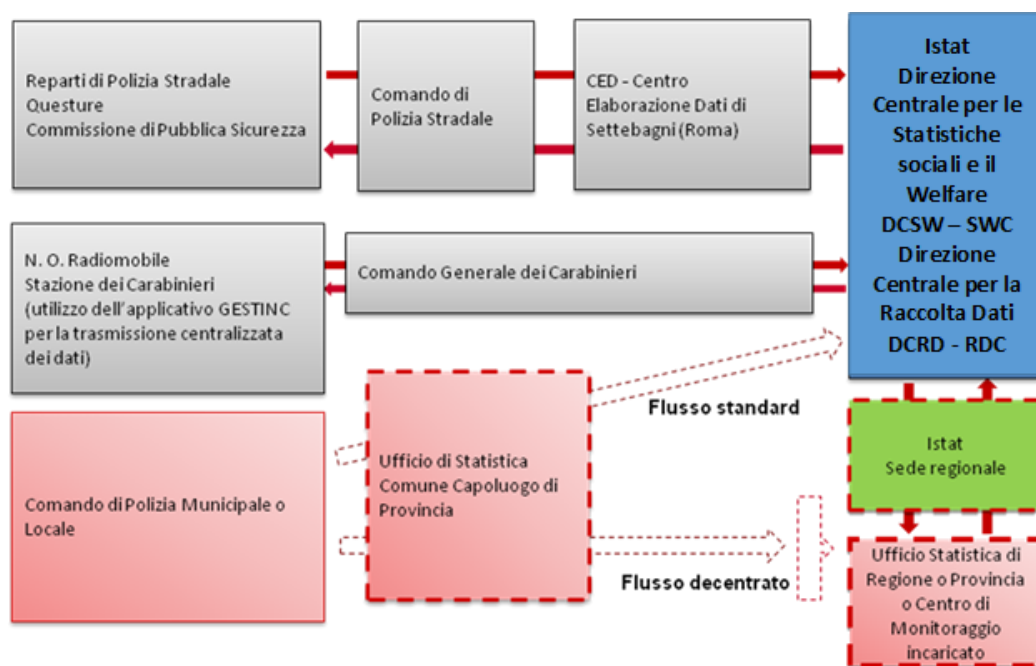 Reparti di Polizia Stradale
Questure
Commissione di Pubblica Sicurezza
Comando di
Polizia Stradale
CED - Centro
Elaborazione Dati di
Settebagni (Roma)
Istat
Direzione
Centrale per le
Statistiche
sociali e il
Welfare
DCSW – SWC
Direzione
Centrale per la
Raccolta Dati
DCRD - RDC
N. O. Radiomobile
Stazione dei Carabinieri
(utilizzo dell'applicativo GESTINC
per la trasmissione centralizzata
dei dati)
Comando Generale dei Carabinieri
Flusso standard
Comando di Polizia Municipale o
Locale
Ufficio di Statistica
Comune Capoluogo di
Provincia
Istat
Sede regionale
Flusso decentrato
Ufficio Statistica di
Regione o Provincia
o Centro di
Monitoraggio
incaricato